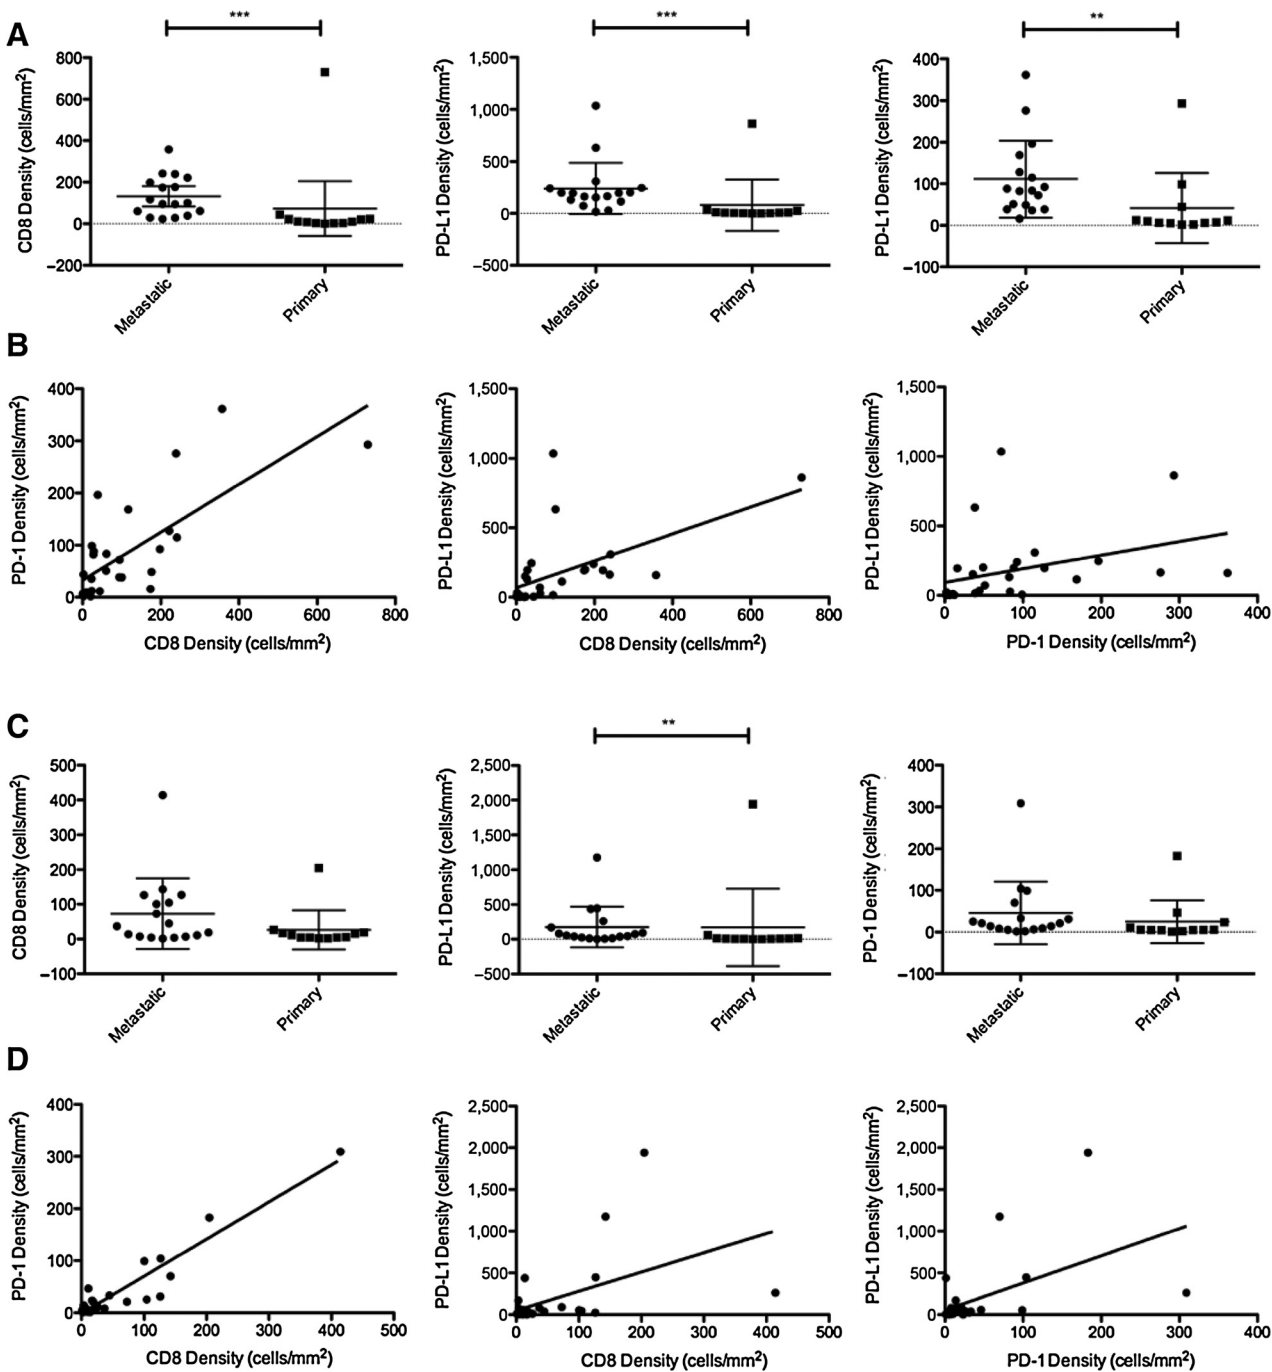 A
***
***
**
CD8 Density (cells/mm²)
800
600
400
200
0
–200
Metastatic
Primary
PD-L1 Density (cells/mm²)
1,500
1,000
500
0
–500
Metastatic
Primary
PD-L1 Density (cells/mm²)
400
300
200
100
0
–100
Metastatic
Primary
B
PD-1 Density (cells/mm²)
400
300
200
100
0
0 200 400 600 800
CD8 Density (cells/mm²)
PD-L1 Density (cells/mm²)
1,500
1,000
500
0
0 200 400 600 800
CD8 Density (cells/mm²)
PD-L1 Density (cells/mm²)
1,500
1,000
500
0
0 100 200 300 400
PD-1 Density (cells/mm²)
C
**
CD8 Density (cells/mm²)
500
400
300
200
100
0
–100
Metastatic
Primary
PD-L1 Density (cells/mm²)
2,500
2,000
1,500
1,000
500
0
–500
Metastatic
Primary
PD-1 Density (cells/mm²)
400
300
200
100
0
–100
Metastatic
Primary
D
PD-1 Density (cells/mm²)
400
300
200
100
0
0 100 200 300 400 500
CD8 Density (cells/mm²)
PD-L1 Density (cells/mm²)
2,500
2,000
1,500
1,000
500
0
0 100 200 300 400 500
CD8 Density (cells/mm²)
PD-L1 Density (cells/mm²)
2,500
2,000
1,500
1,000
500
0
0 100 200 300 400
PD-1 Density (cells/mm²)